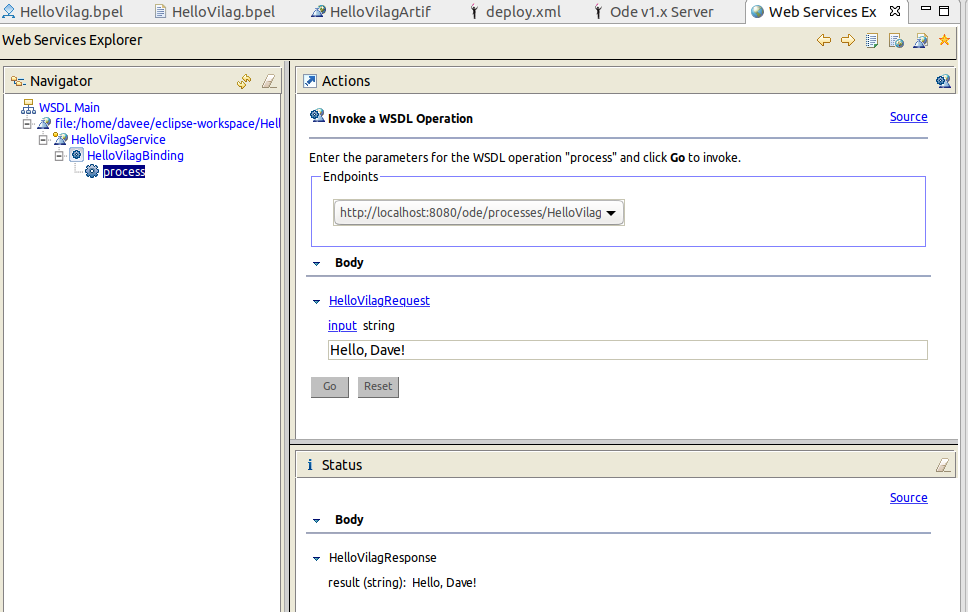 HelloVilag.bpel HelloVilag.bpel HelloVilagArtif deploy.xml Ode v1.x Server Web Services Ex
Web Services Explorer
Navigator
WSDL Main
file:/home/davee/eclipse-workspace/Hell
HelloVilagService
HelloVilagBinding
process
Actions
Invoke a WSDL Operation
Source
Enter the parameters for the WSDL operation "process" and click Go to invoke.
Endpoints
http://localhost:8080/ode/processes/HelloVilag
Body
HelloVilagRequest
input string
Hello, Dave!
Go Reset
i Status
Source
Body
HelloVilagResponse
result (string): Hello, Dave!